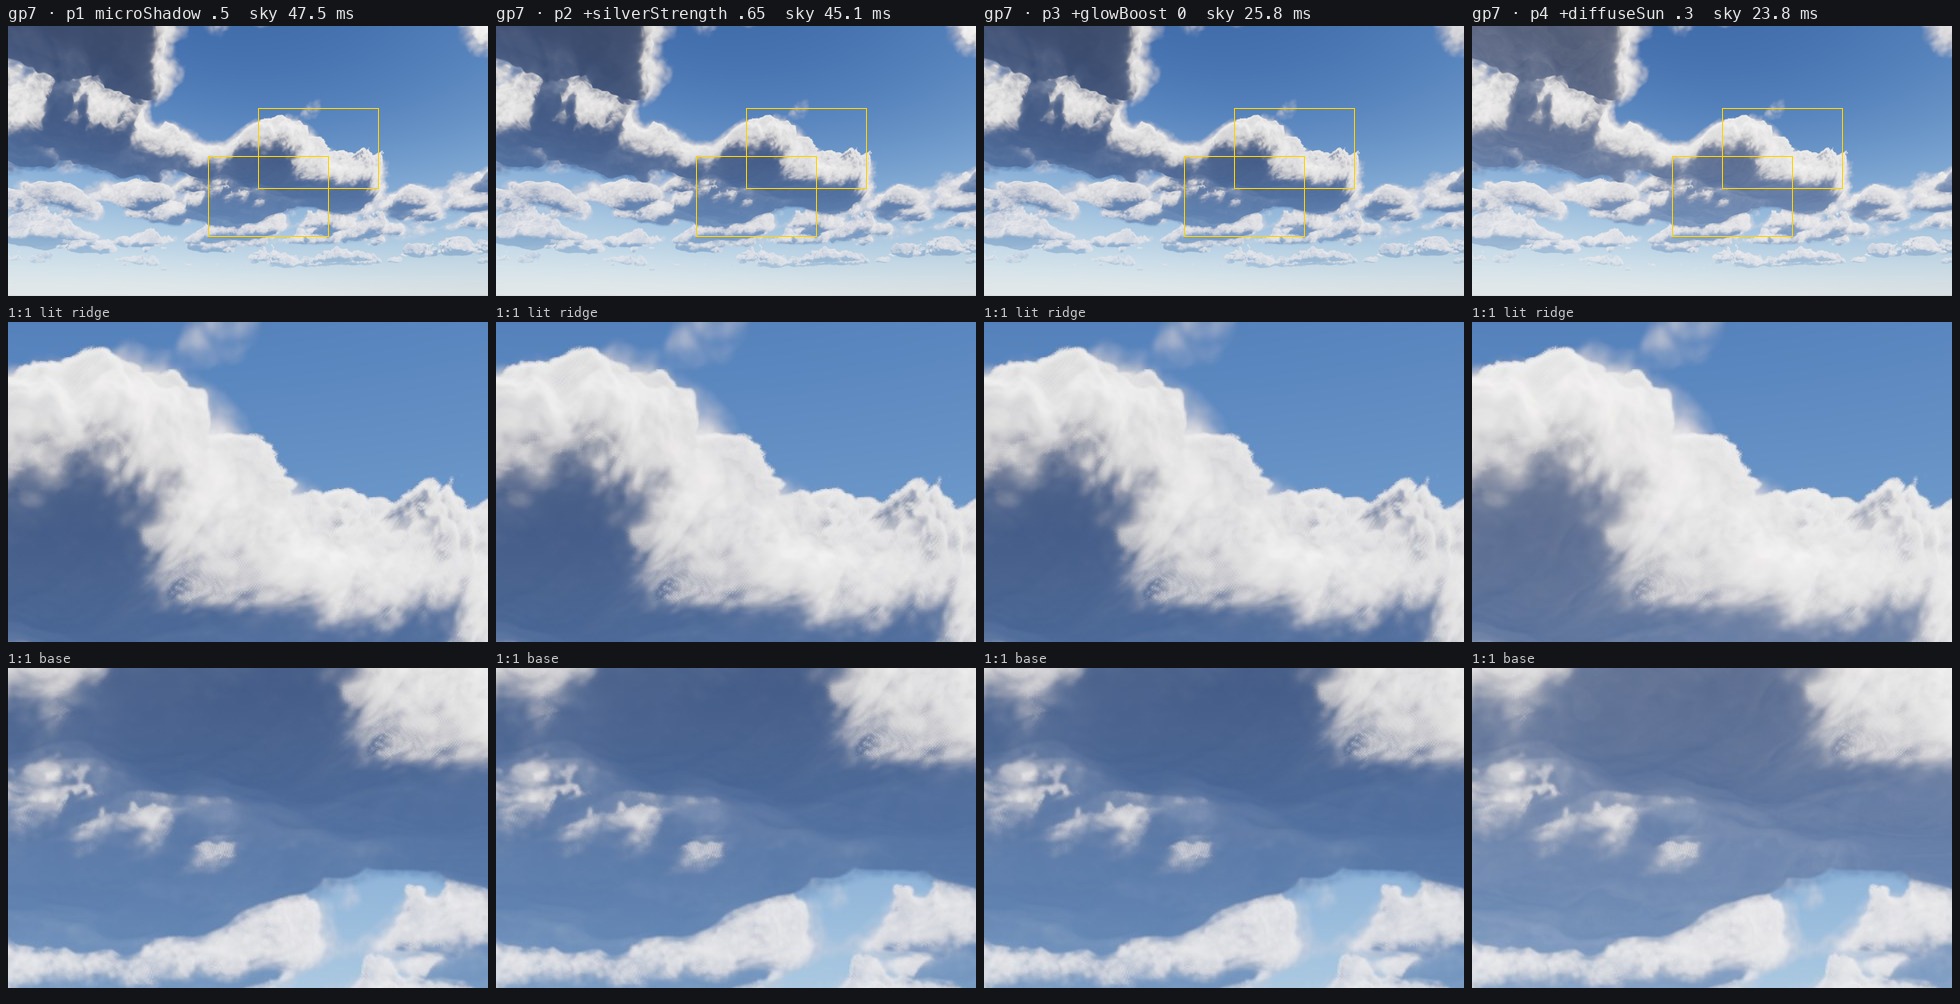 gp7 · p1 microShadow .5  sky 47.5 ms
gp7 · p2 +silverStrength .65  sky 45.1 ms
gp7 · p3 +glowBoost 0  sky 25.8 ms
gp7 · p4 +diffuseSun .3  sky 23.8 ms
1:1 lit ridge
1:1 lit ridge
1:1 lit ridge
1:1 lit ridge
1:1 base
1:1 base
1:1 base
1:1 base